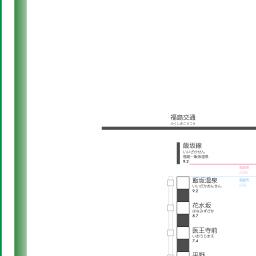 福島交通
ふくしまこうつう
飯坂線
いいざかせん
福島－飯坂温泉
9.2
飯坂温泉
いいざかおんせん
9.2
花水坂
はなみずざか
8.7
医王寺前
いおうじまえ
7.4
平野